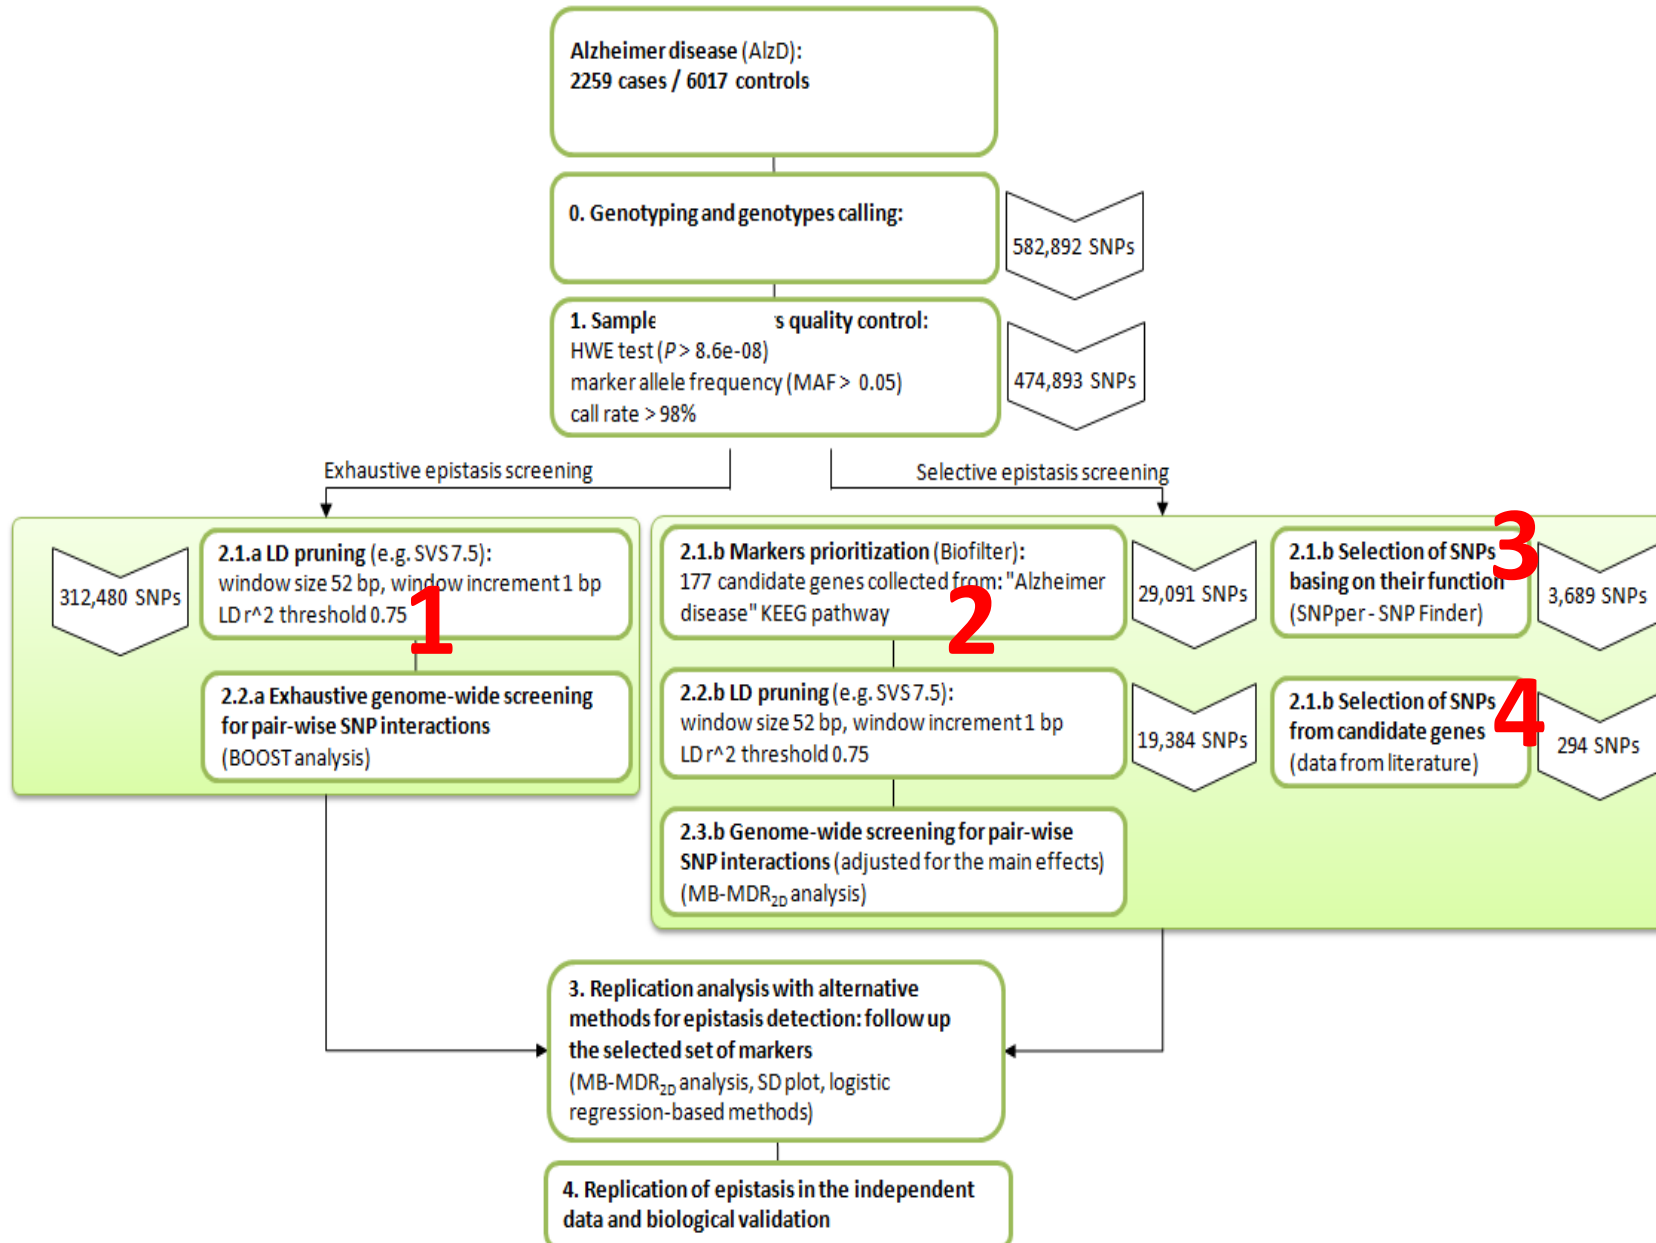 Alzheimer disease (AlzD):
2259 cases / 6017 controls
0. Genotyping and genotypes calling:
582,892 SNPs
1. Sample s quality control:
HWE test (P > 8.6e-08)
marker allele frequency (MAF > 0.05)
call rate > 98%
474,893 SNPs
Exhaustive epistasis screening
Selective epistasis screening
312,480 SNPs
2.1.a LD pruning (e.g. SVS 7.5):
window size 52 bp, window increment 1 bp
LD r^2 threshold 0.75
1
2.2.a Exhaustive genome-wide screening
for pair-wise SNP interactions
(BOOST analysis)
2.1.b Markers prioritization (Biofilter):
177 candidate genes collected from: "Alzheimer
disease" KEEG pathway
2
29,091 SNPs
2.2.b LD pruning (e.g. SVS 7.5):
window size 52 bp, window increment 1 bp
LD r^2 threshold 0.75
19,384 SNPs
2.3.b Genome-wide screening for pair-wise
SNP interactions (adjusted for the main effects)
(MB-MDR2D analysis)
2.1.b Selection of SNPs
basing on their function
(SNPper - SNP Finder)
3
3,689 SNPs
2.1.b Selection of SNPs
from candidate genes
(data from literature)
4
294 SNPs
3. Replication analysis with alternative
methods for epistasis detection: follow up
the selected set of markers
(MB-MDR2D analysis, SD plot, logistic
regression-based methods)
4. Replication of epistasis in the independent
data and biological validation